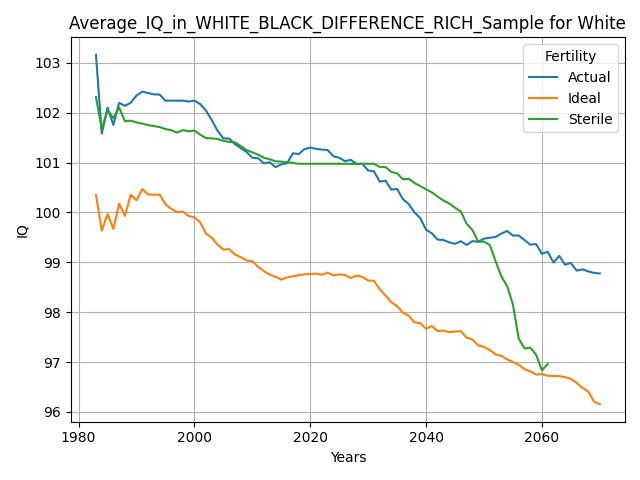 Average_IQ_in_WHITE_BLACK_DIFFERENCE_RICH_Sample for White
Fertility
Actual
Ideal
Sterile
IQ
103
102
101
100
99
98
97
96
1980
2000
2020
2040
2060
Years